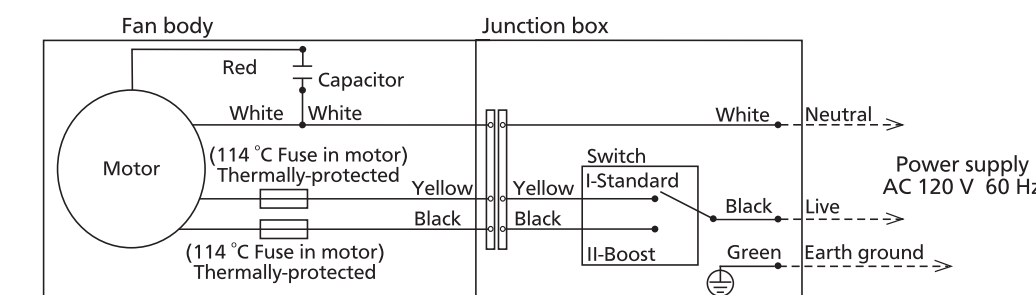 Fan body
Junction box
Red
Capacitor
White
White
White
Neutral
(114 °C Fuse in motor)
Thermally-protected
Motor
Switch
I-Standard
Power supply
AC 120 V 60 Hz
Yellow
Yellow
Black
Live
Black
Black
(114 °C Fuse in motor)
Thermally-protected
II-Boost
Green
Earth ground